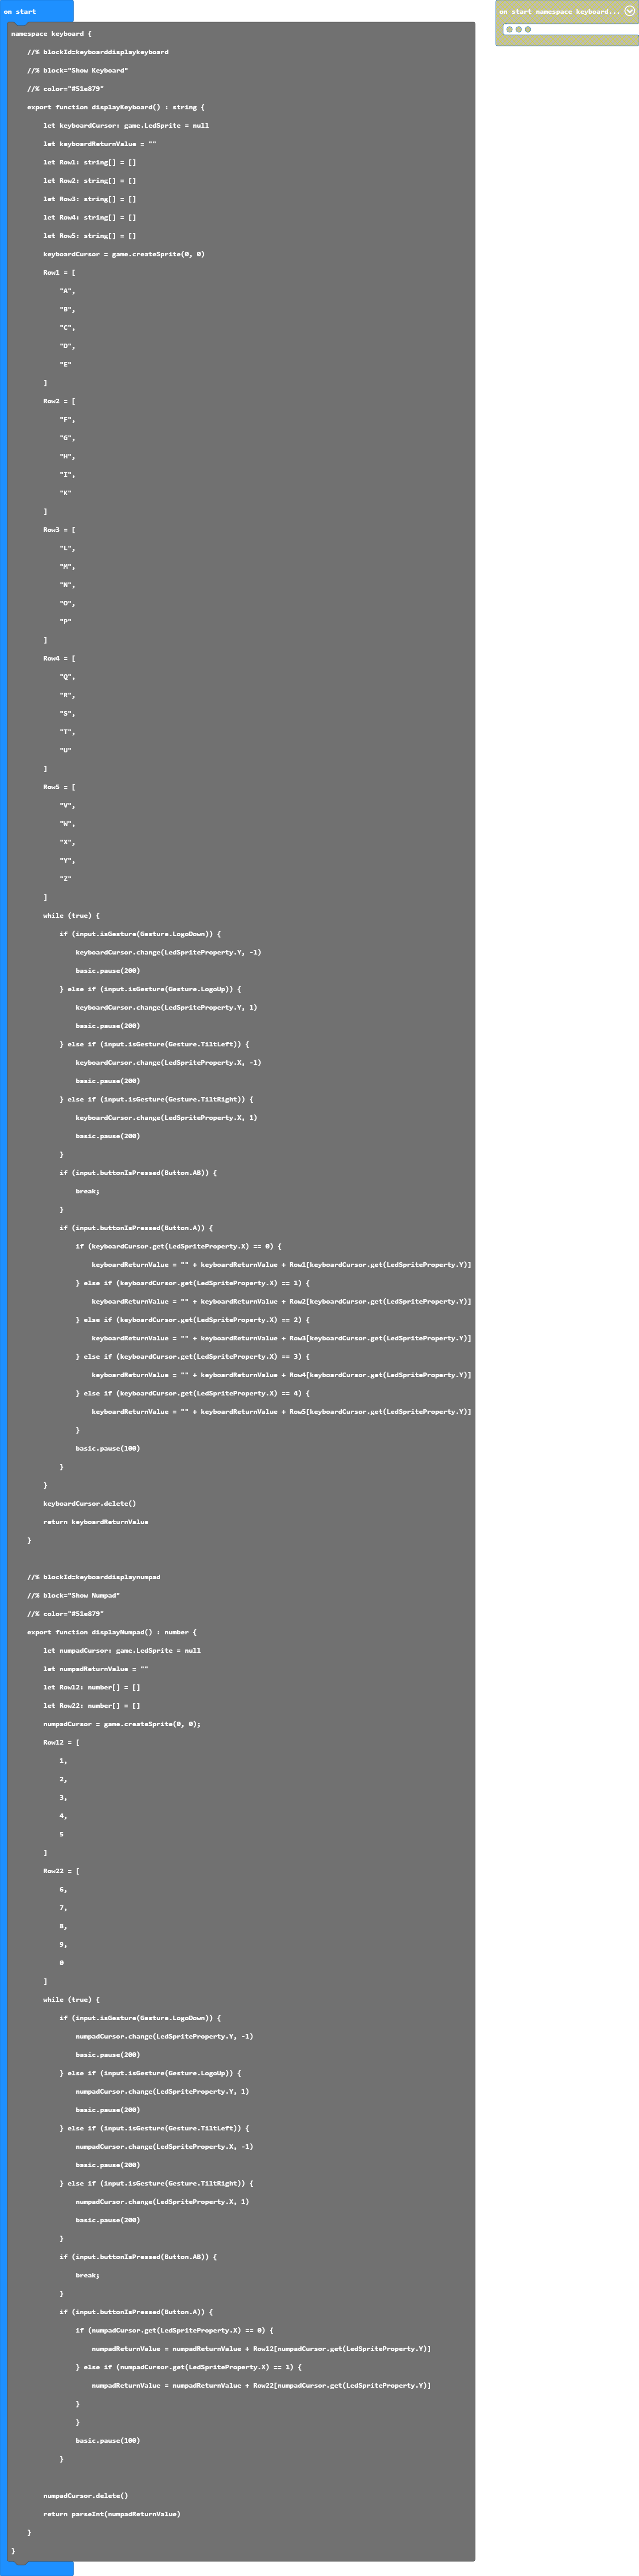 on start
on start namespace keyboard...
namespace keyboard {
//% blockId=keyboarddisplaykeyboard
//% block="Show Keyboard"
//% color="#51e879"
export function displayKeyboard() : string {
let keyboardCursor: game.LedSprite = null
let keyboardReturnValue = ""
let Row1: string[] = []
let Row2: string[] = []
let Row3: string[] = []
let Row4: string[] = []
let Row5: string[] = []
keyboardCursor = game.createSprite(0, 0)
Row1 = [
"A",
"B",
"C",
"D",
"E"
]
Row2 = [
"F",
"G",
"H",
"I",
"K"
]
Row3 = [
"L",
"M",
"N",
"O",
"P"
]
Row4 = [
"Q",
"R",
"S",
"T",
"U"
]
Row5 = [
"V",
"W",
"X",
"Y",
"Z"
]
while (true) {
if (input.isGesture(Gesture.LogoDown)) {
keyboardCursor.change(LedSpriteProperty.Y, -1)
basic.pause(200)
} else if (input.isGesture(Gesture.LogoUp)) {
keyboardCursor.change(LedSpriteProperty.Y, 1)
basic.pause(200)
} else if (input.isGesture(Gesture.TiltLeft)) {
keyboardCursor.change(LedSpriteProperty.X, -1)
basic.pause(200)
} else if (input.isGesture(Gesture.TiltRight)) {
keyboardCursor.change(LedSpriteProperty.X, 1)
basic.pause(200)
}
if (input.buttonIsPressed(Button.AB)) {
break;
}
if (input.buttonIsPressed(Button.A)) {
if (keyboardCursor.get(LedSpriteProperty.X) == 0) {
keyboardReturnValue = "" + keyboardReturnValue + Row1[keyboardCursor.get(LedSpriteProperty.Y)]
} else if (keyboardCursor.get(LedSpriteProperty.X) == 1) {
keyboardReturnValue = "" + keyboardReturnValue + Row2[keyboardCursor.get(LedSpriteProperty.Y)]
} else if (keyboardCursor.get(LedSpriteProperty.X) == 2) {
keyboardReturnValue = "" + keyboardReturnValue + Row3[keyboardCursor.get(LedSpriteProperty.Y)]
} else if (keyboardCursor.get(LedSpriteProperty.X) == 3) {
keyboardReturnValue = "" + keyboardReturnValue + Row4[keyboardCursor.get(LedSpriteProperty.Y)]
} else if (keyboardCursor.get(LedSpriteProperty.X) == 4) {
keyboardReturnValue = "" + keyboardReturnValue + Row5[keyboardCursor.get(LedSpriteProperty.Y)]
}
basic.pause(100)
}
}
keyboardCursor.delete()
return keyboardReturnValue
}
//% blockId=keyboarddisplaynumpad
//% block="Show Numpad"
//% color="#51e879"
export function displayNumpad() : number {
let numpadCursor: game.LedSprite = null
let numpadReturnValue = ""
let Row12: number[] = []
let Row22: number[] = []
numpadCursor = game.createSprite(0, 0);
Row12 = [
1,
2,
3,
4,
5
]
Row22 = [
6,
7,
8,
9,
0
]
while (true) {
if (input.isGesture(Gesture.LogoDown)) {
numpadCursor.change(LedSpriteProperty.Y, -1)
basic.pause(200)
} else if (input.isGesture(Gesture.LogoUp)) {
numpadCursor.change(LedSpriteProperty.Y, 1)
basic.pause(200)
} else if (input.isGesture(Gesture.TiltLeft)) {
numpadCursor.change(LedSpriteProperty.X, -1)
basic.pause(200)
} else if (input.isGesture(Gesture.TiltRight)) {
numpadCursor.change(LedSpriteProperty.X, 1)
basic.pause(200)
}
if (input.buttonIsPressed(Button.AB)) {
break;
}
if (input.buttonIsPressed(Button.A)) {
if (numpadCursor.get(LedSpriteProperty.X) == 0) {
numpadReturnValue = numpadReturnValue + Row12[numpadCursor.get(LedSpriteProperty.Y)]
} else if (numpadCursor.get(LedSpriteProperty.X) == 1) {
numpadReturnValue = numpadReturnValue + Row22[numpadCursor.get(LedSpriteProperty.Y)]
}
}
basic.pause(100)
}
numpadCursor.delete()
return parseInt(numpadReturnValue)
}
}